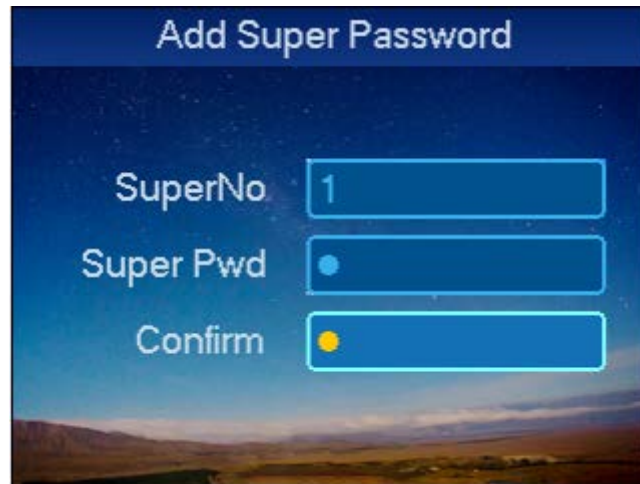 Add Super Password
SuperNo 1
Super Pwd ●
Confirm ●